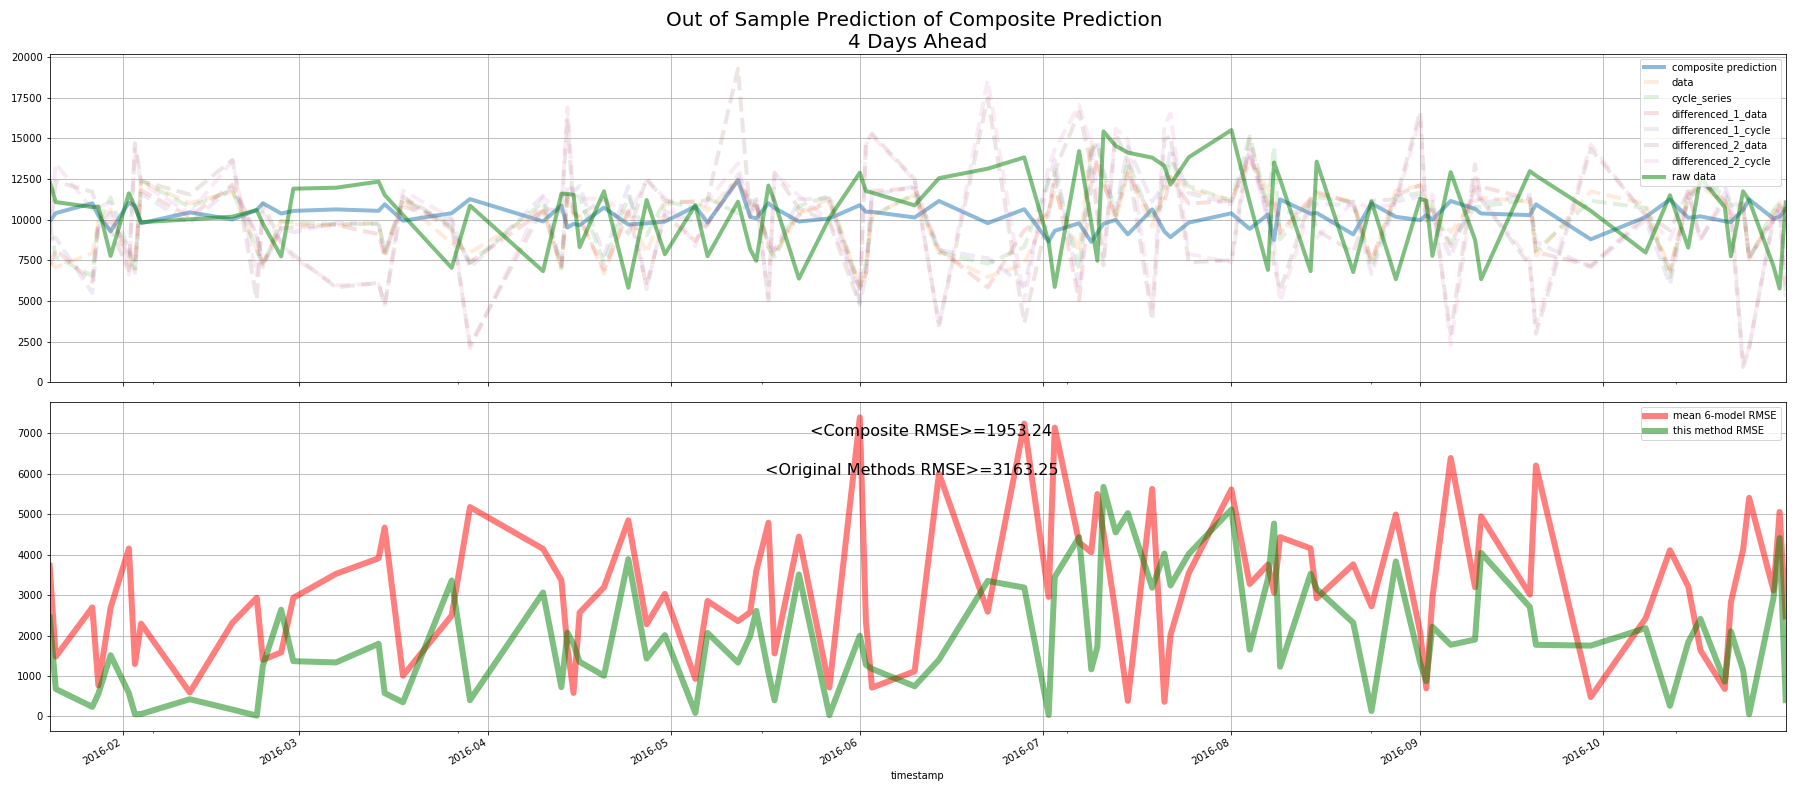 Out of Sample Prediction of Composite Prediction
4 Days Ahead
20000
17500
15000
12500
10000
7500
5000
2500
0
composite prediction
data
cycle_series
differenced_1_data
differenced_1_cycle
differenced_2_data
differenced_2_cycle
raw data
7000
6000
5000
4000
3000
2000
1000
0
<Composite RMSE>=1953.24
<Original Methods RMSE>=3163.25
mean 6-model RMSE
this method RMSE
2016-02
2016-03
2016-04
2016-05
2016-06
2016-07
2016-08
2016-09
2016-10
timestamp